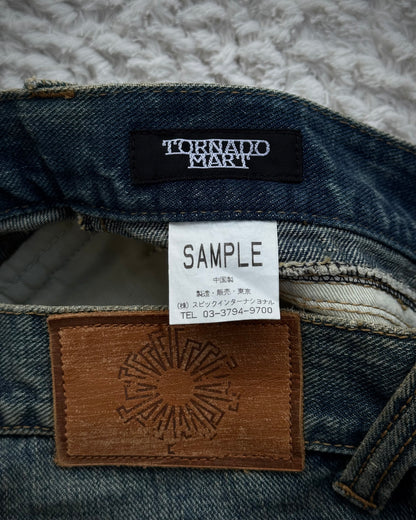 TORNADO
MART
SAMPLE
中国製
製造・販売・東京
(株) スピックインターナショナル
TEL 03-3794-9700